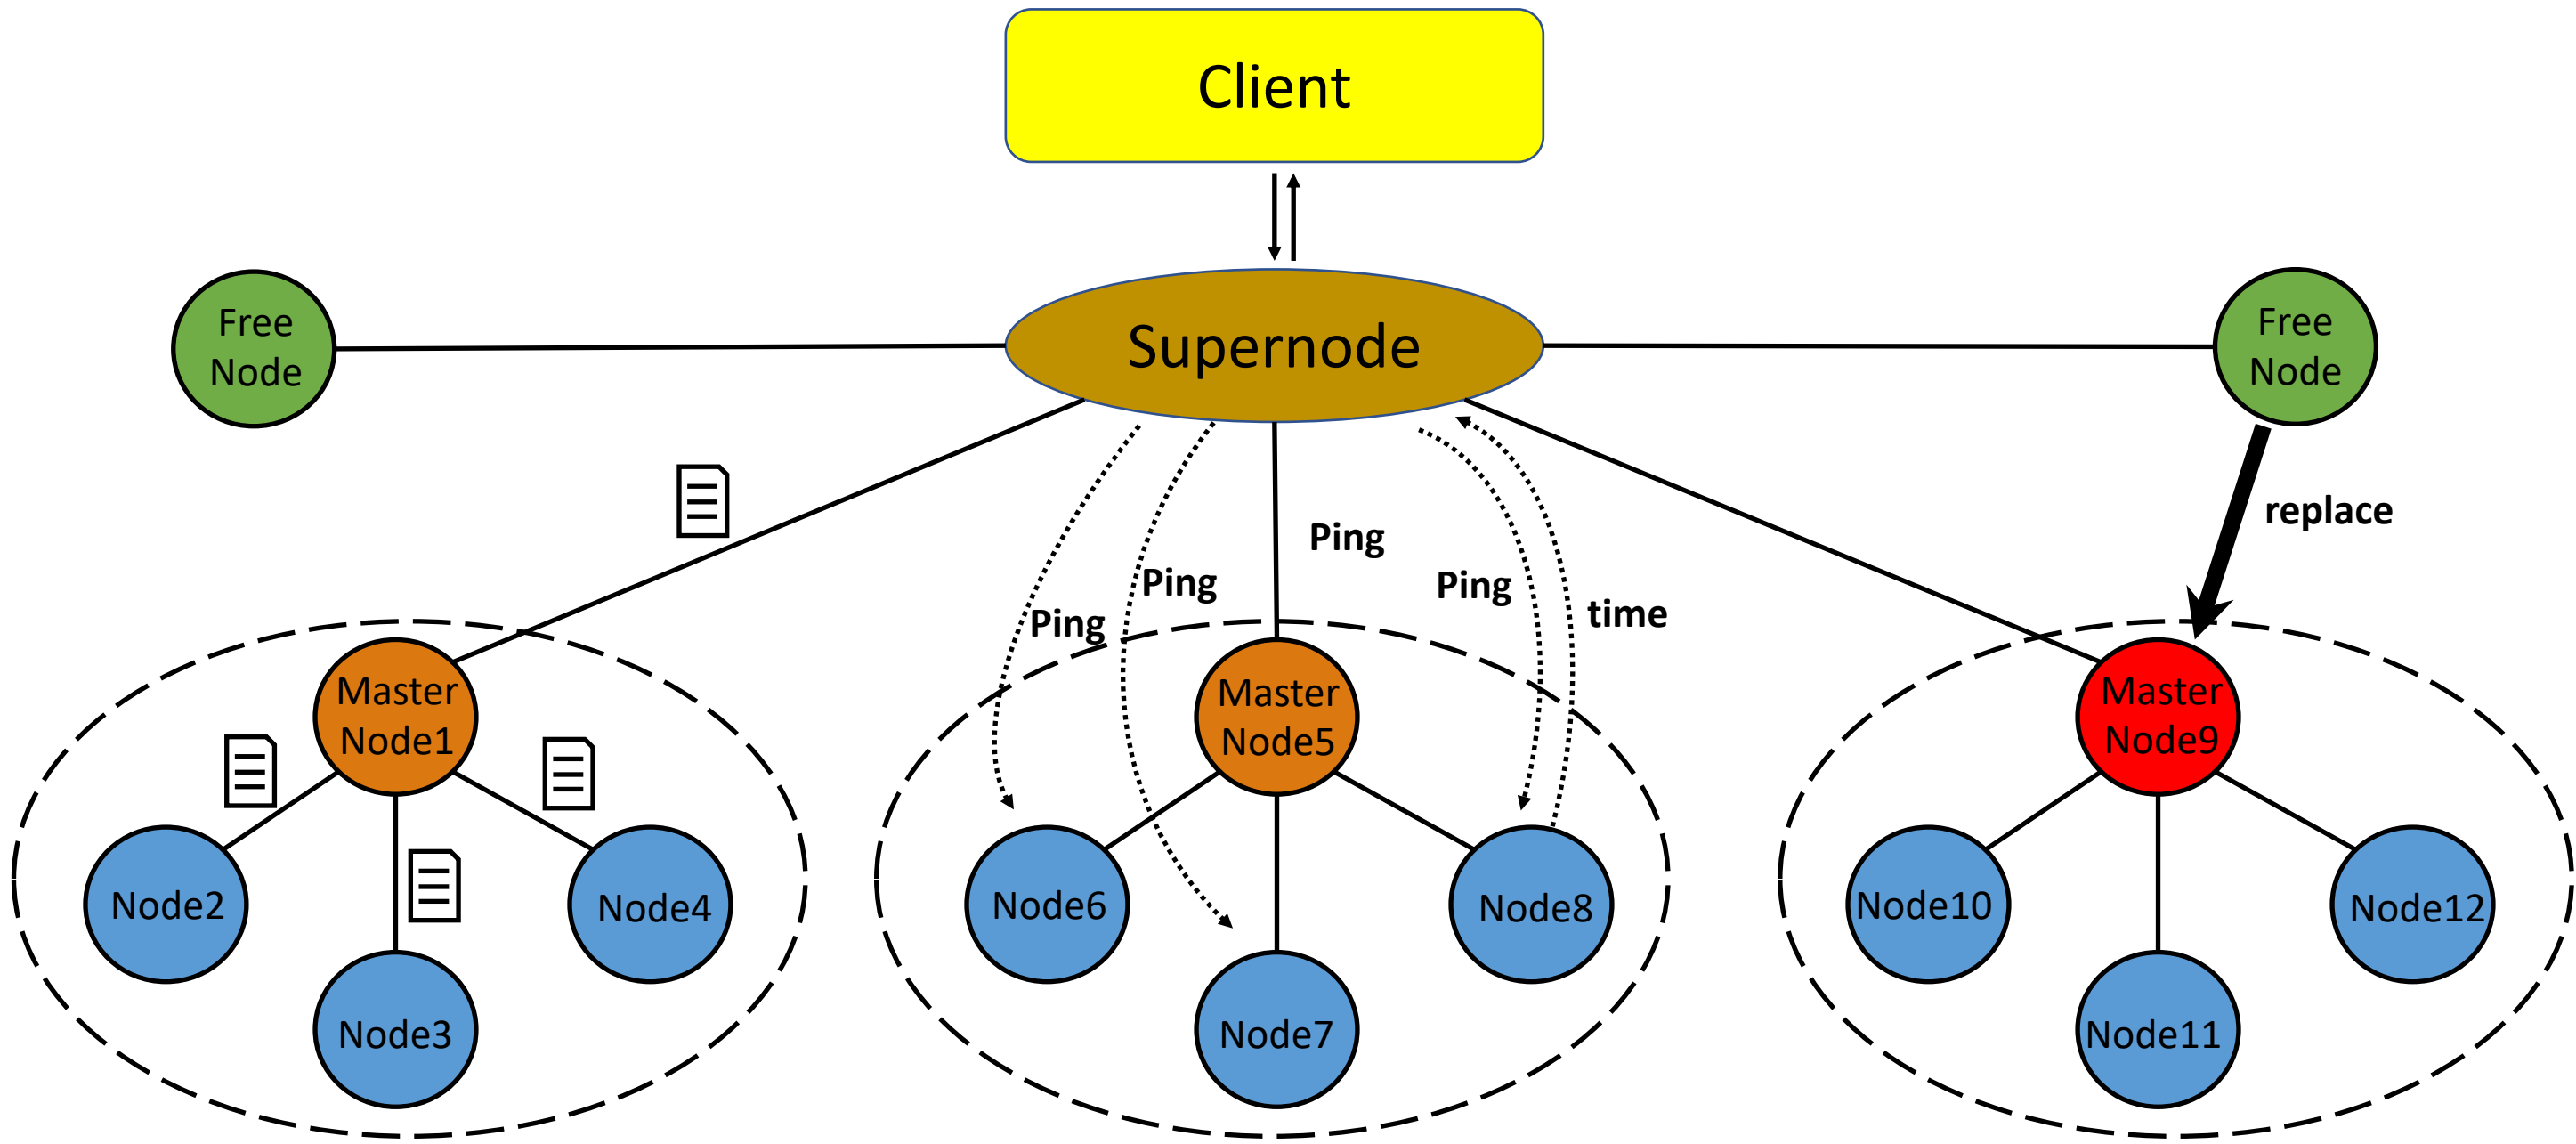 Client
Free
Node
Supernode
Free
Node
replace
Ping
Ping
Ping
Ping
time
Master
Node1
Master
Node5
Master
Node9
Node2
Node4
Node3
Node6
Node8
Node7
Node10
Node12
Node11